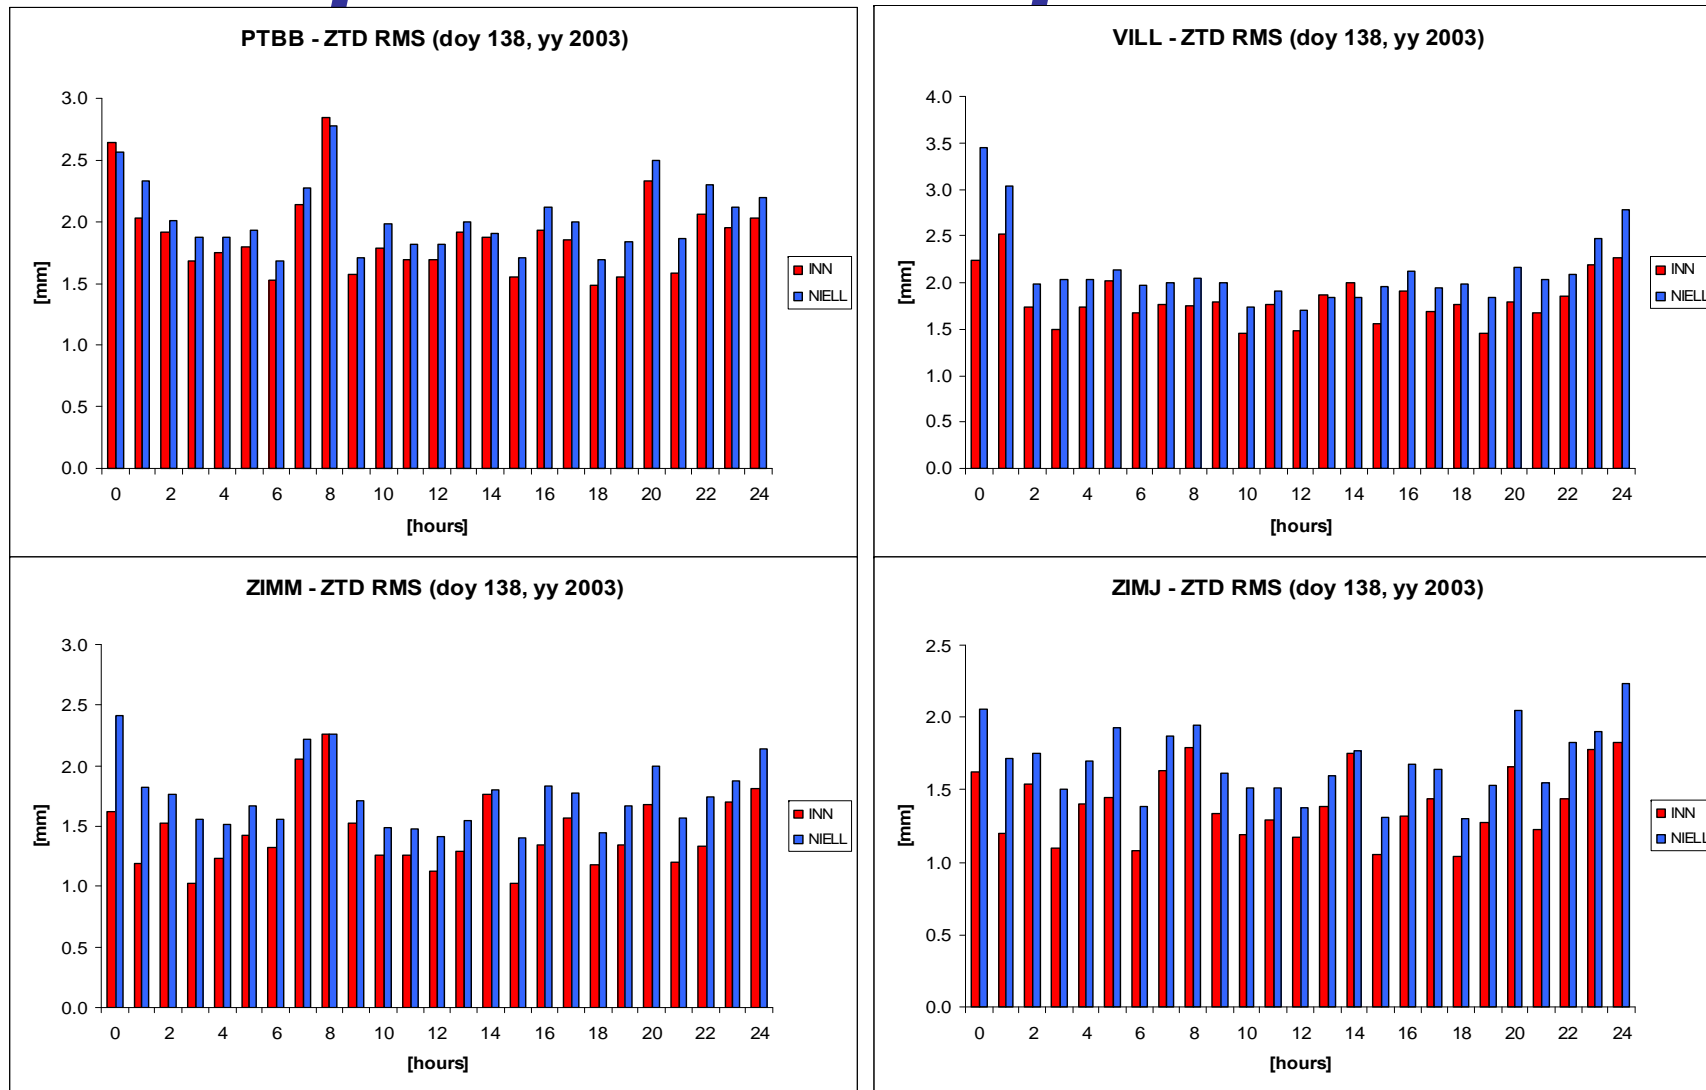 PTBB - ZTD RMS (doy 138, yy 2003)
3.0
2.5
2.0
1.5
1.0
0.5
0.0
[mm]
0 2 4 6 8 10 12 14 16 18 20 22 24
[hours]
INN
NIELL
VILL - ZTD RMS (doy 138, yy 2003)
4.0
3.5
3.0
2.5
2.0
1.5
1.0
0.5
0.0
[mm]
0 2 4 6 8 10 12 14 16 18 20 22 24
[hours]
INN
NIELL
ZIMM - ZTD RMS (doy 138, yy 2003)
3.0
2.5
2.0
1.5
1.0
0.5
0.0
[mm]
0 2 4 6 8 10 12 14 16 18 20 22 24
[hours]
INN
NIELL
ZIMJ - ZTD RMS (doy 138, yy 2003)
2.5
2.0
1.5
1.0
0.5
0.0
[mm]
0 2 4 6 8 10 12 14 16 18 20 22 24
[hours]
INN
NIELL